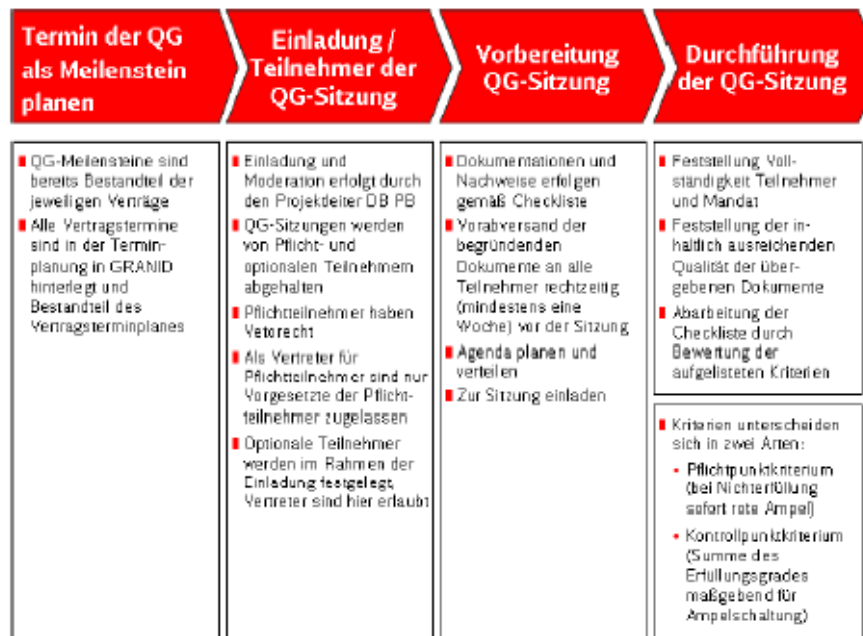 Termin der QG
als Meilenstein
planen
Einladung /
Teilnehmer der
QG-Sitzung
Vorbereitung
QG-Sitzung
Durchführung
der QG-Sitzung
QG-Meilensteine sind
bereits Bestandteil der
jeweiligen Verträge
Alle Vertragstermine
sind in der Termin-
planung in GRANID
hinterlegt und
Bestandteil des
Vertragsterminplanes
Einladung und
Moderation erfolgt durch
den Projektleiter DB PB
QG-Sitzungen werden
von Pflicht- und
optionalen Teilnehmern
abgehalten
Pflichtteilnehmer haben
Vetorecht
Als Vertreter für
Pflichtteilnehmer sind nur
Vorgesetzte der Pflicht-
teilnehmer zugelassen
Optionale Teilnehmer
werden im Rahmen der
Einladung festgelegt,
Vertreter sind hier erlaubt
Dokumentationen und
Nachweise erfolgen
gemäß Checkliste
Vorabversand der
begründenden
Dokumente an alle
Teilnehmer rechtzeitig
(mindestens eine
Woche) vor der Sitzung
Agenda planen und
verteilen
Zur Sitzung einladen
Feststellung Voll-
ständigkeit Teilnehmer
und Mandat
Feststellung der in-
haltlich ausreichenden
Qualität der über-
gebenen Dokumente
Abarbeitung der
Checkliste durch
Bewertung der
aufgelisteten Kriterien
Kriterien unterscheiden
sich in zwei Arten:
• Pflichtpunktkriterium
(bei Nichterfüllung
sofort rote Ampel)
• Kontrollpunktkriterium
(Summe des
Erfüllungsgrades
maßgebend für
Ampelschaltung)